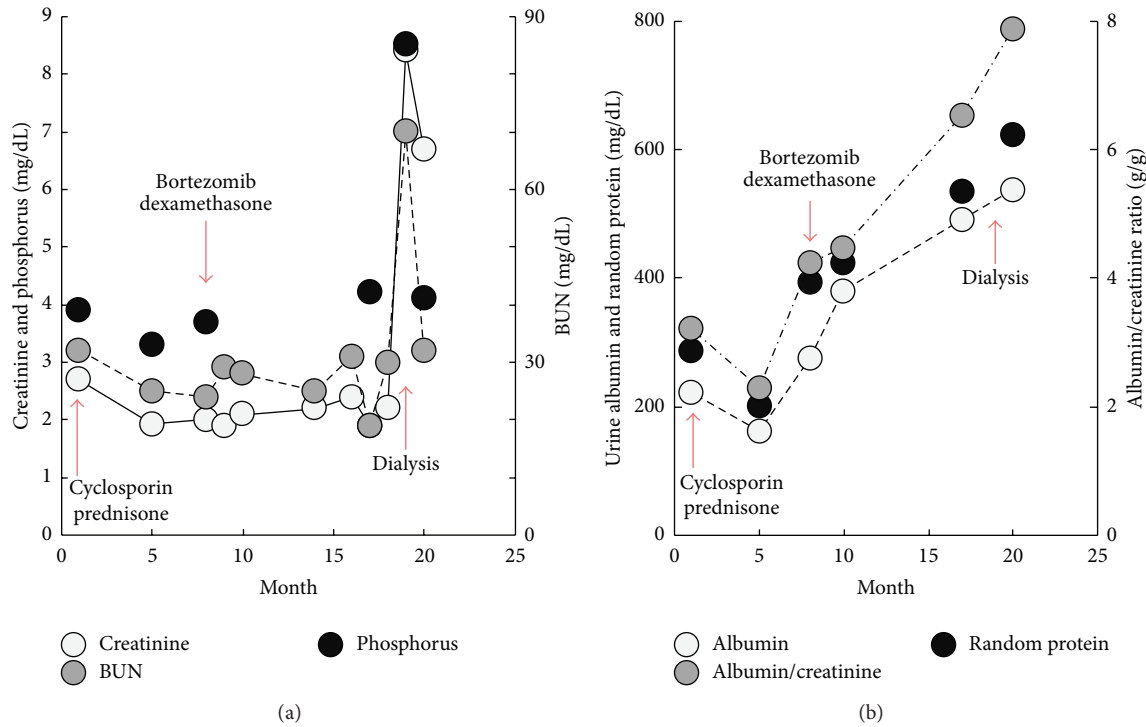 9
8
7
6
5
4
3
2
1
0
Creatinine and phosphorus (mg/dL)
90
60
30
0
BUN (mg/dL)
0
5
10
15
20
25
Month
Bortezomib
dexamethasone
Cyclosporin
prednisone
Dialysis
Creatinine
BUN
Phosphorus
(a)
800
600
400
200
0
Urine albumin and random protein (mg/dL)
8
6
4
2
0
Albumin/creatinine ratio (g/g)
0
5
10
15
20
25
Month
Bortezomib
dexamethasone
Cyclosporin
prednisone
Dialysis
Albumin
Albumin/creatinine
Random protein
(b)